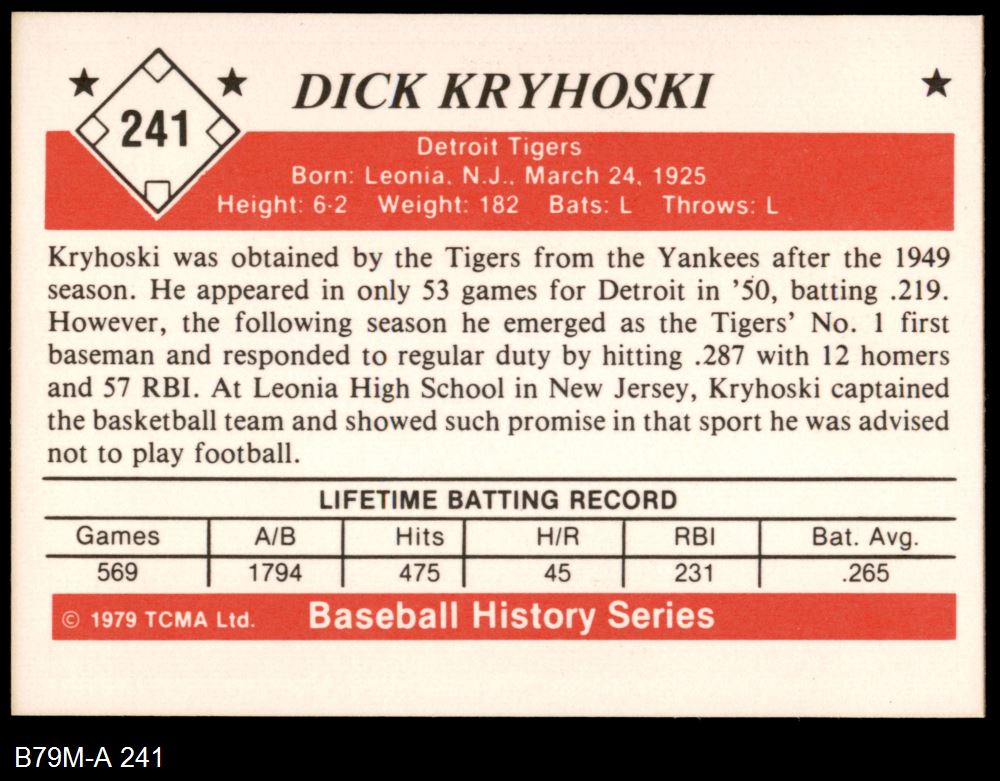 241
DICK KRYHOSKI
Detroit Tigers
Born: Leonia, N.J., March 24, 1925
Height: 6-2 Weight: 182 Bats: L Throws: L
Kryhoski was obtained by the Tigers from the Yankees after the 1949
season. He appeared in only 53 games for Detroit in ’50, batting .219.
However, the following season he emerged as the Tigers’ No. 1 first
baseman and responded to regular duty by hitting .287 with 12 homers
and 57 RBI. At Leonia High School in New Jersey, Kryhoski captained
the basketball team and showed such promise in that sport he was advised
not to play football.
LIFETIME BATTING RECORD
Games A/B Hits H/R RBI Bat. Avg.
569 1794 475 45 231 .265
© 1979 TCMA Ltd. Baseball History Series
B79M-A 241